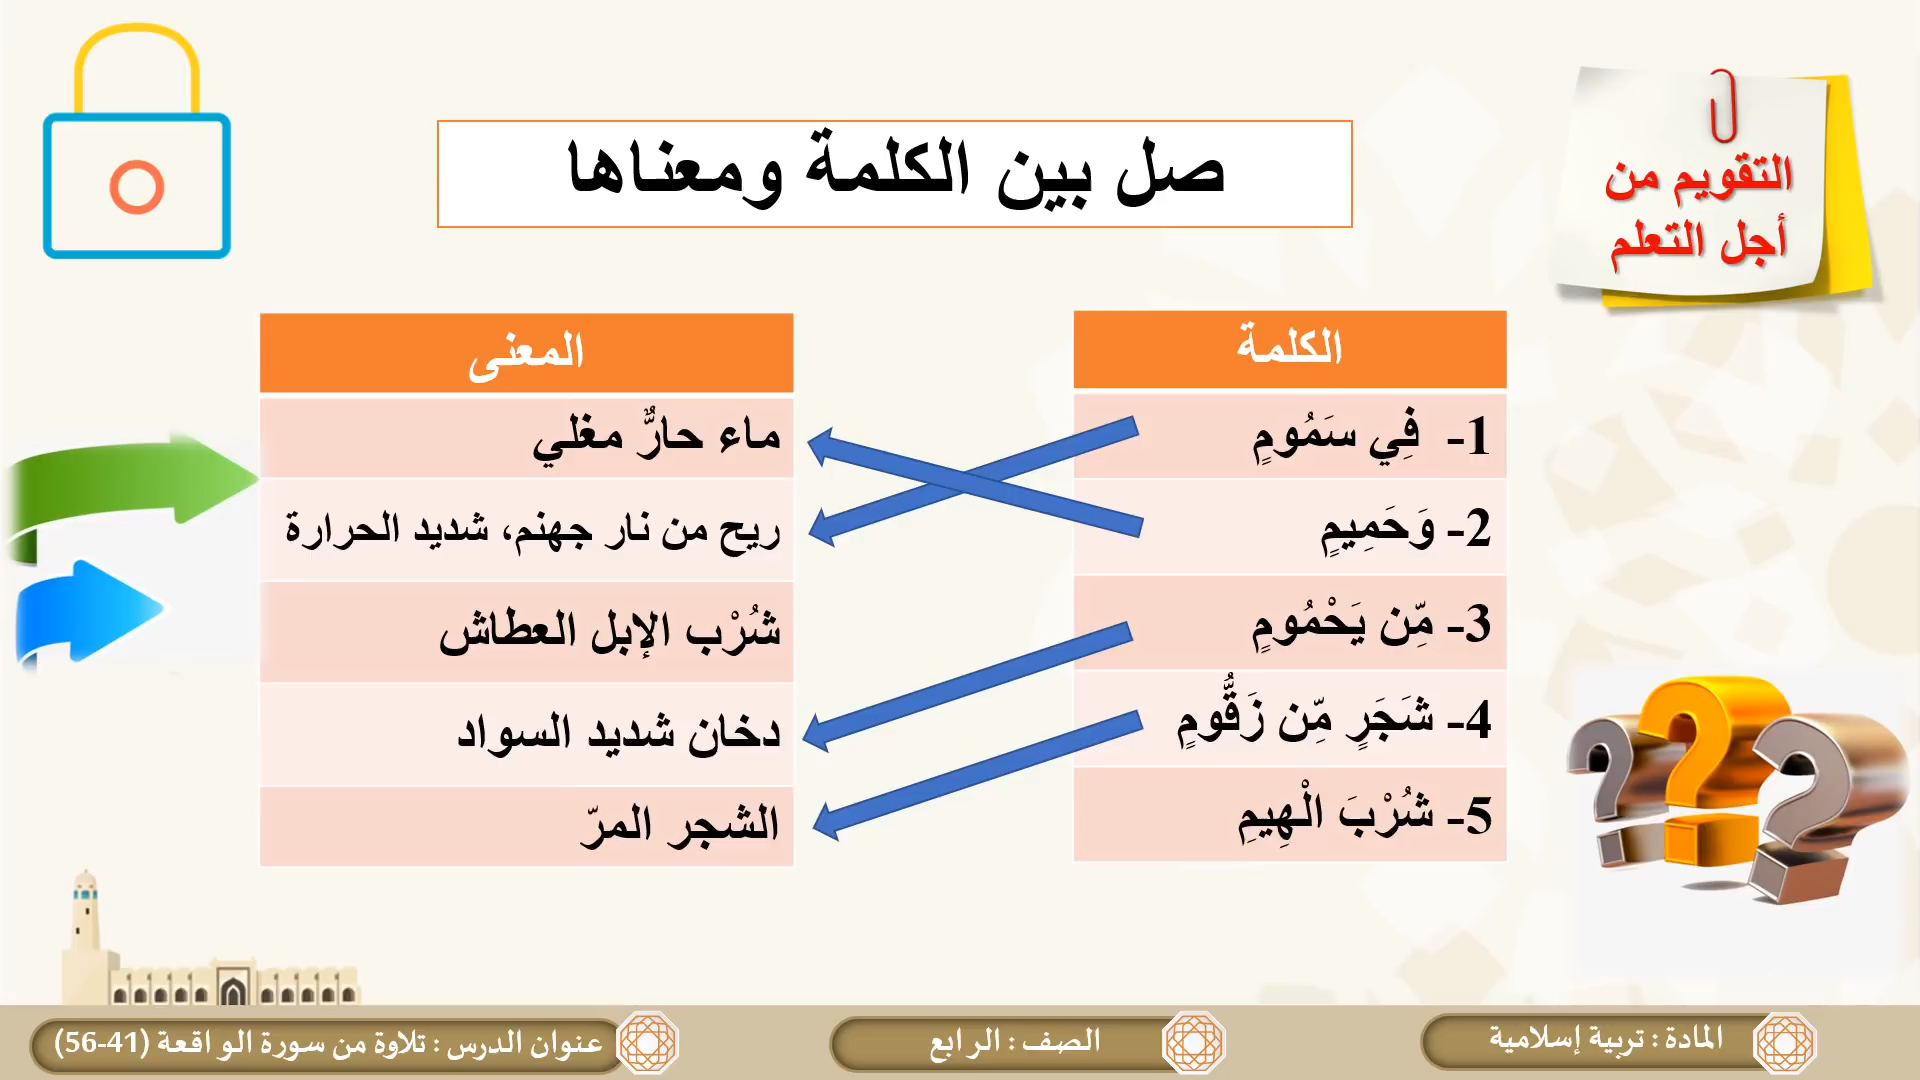 التقويم من
أجل التعلم
صل بين الكلمة ومعناها
الكلمة
1- فِي سَمُومٍ
2- وَحَمِيمٍ
3- مِّن يَحْمُومٍ
4- شَجَرٍ مِّن زَقُّومٍ
5- شُرْبَ الْهِيمِ
المعنى
ماء حارٌّ مغلي
ريح من نار جهنم، شديد الحرارة
شُرْب الإبل العطاش
دخان شديد السواد
الشجر المرّ
المادة : تربية إسلامية
الصف : الرابع
عنوان الدرس : تلاوة من سورة الواقعة (41-56)